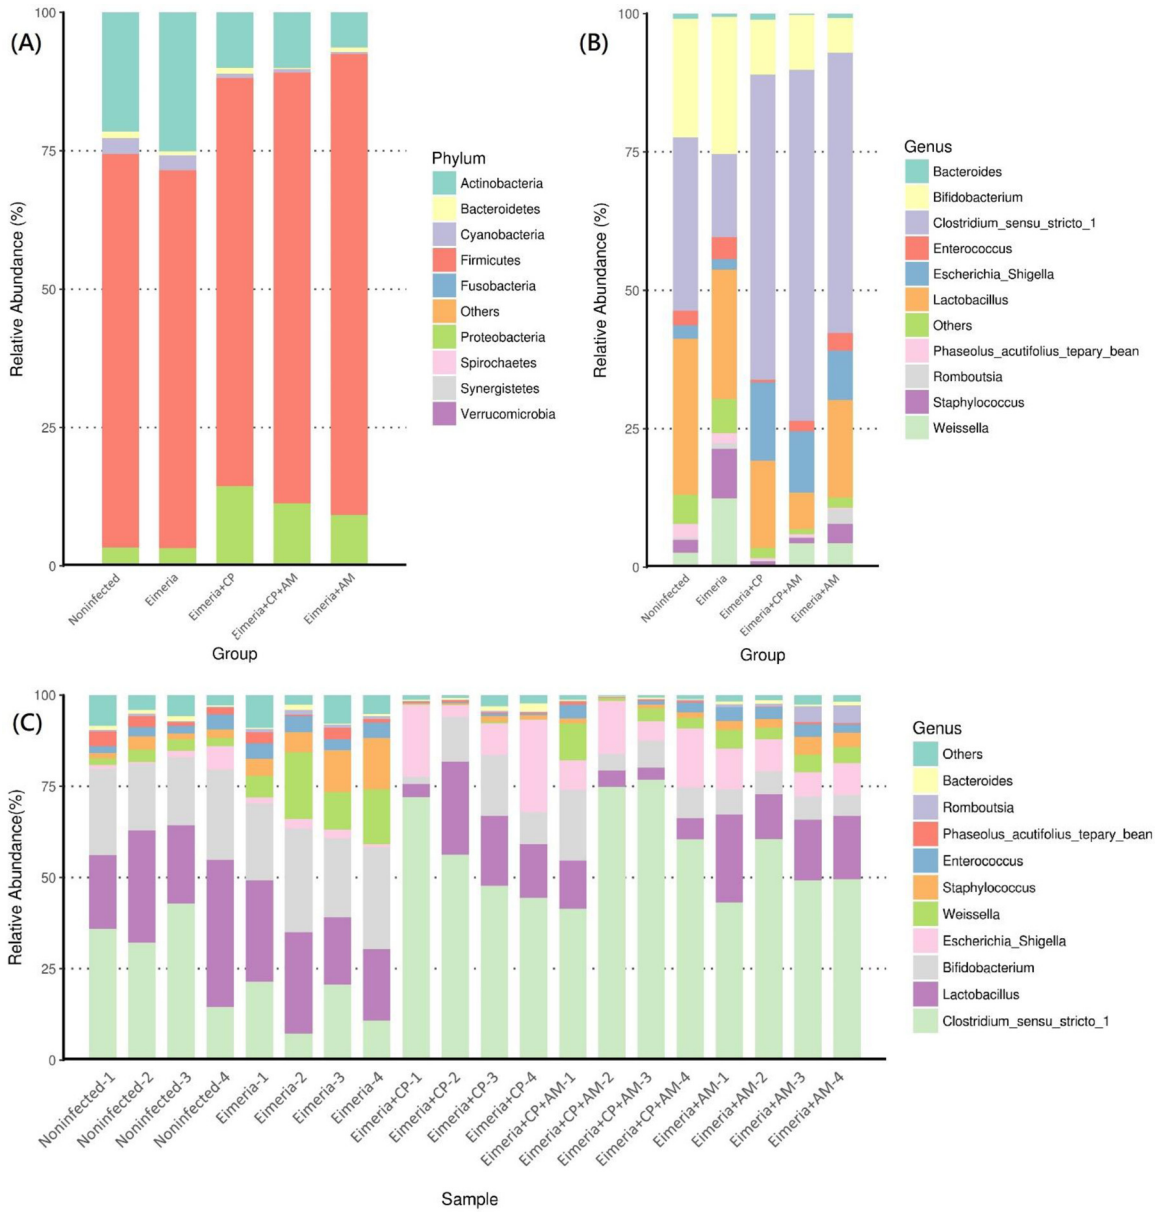 (A)
Relative Abundance (%)
100
75
50
25
0
Noninfected
Eimeria
Eimeria+CP
Eimeria+CP+AM
Eimeria+AM
Group
Phylum
Actinobacteria
Bacteroidetes
Cyanobacteria
Firmicutes
Fusobacteria
Others
Proteobacteria
Spirochaetes
Synergistetes
Verrucomicrobia
(B)
Relative Abundance (%)
100
75
50
25
0
Noninfected
Eimeria
Eimeria+CP
Eimeria+CP+AM
Eimeria+AM
Group
Genus
Bacteroides
Bifidobacterium
Clostridium_sensu_stricto_1
Enterococcus
Escherichia_Shigella
Lactobacillus
Others
Phaseolus_acutifolius_tepary_bean
Romboutsia
Staphylococcus
Weissella
(C)
Relative Abundance(%)
100
75
50
25
0
Noninfected-1
Noninfected-2
Noninfected-3
Noninfected-4
Eimeria-1
Eimeria-2
Eimeria-3
Eimeria-4
Eimeria+CP-1
Eimeria+CP-2
Eimeria+CP-3
Eimeria+CP-4
Eimeria+CP+AM-1
Eimeria+CP+AM-2
Eimeria+CP+AM-3
Eimeria+CP+AM-4
Eimeria+AM-1
Eimeria+AM-2
Eimeria+AM-3
Eimeria+AM-4
Sample
Genus
Others
Bacteroides
Romboutsia
Phaseolus_acutifolius_tepary_bean
Enterococcus
Staphylococcus
Weissella
Escherichia_Shigella
Bifidobacterium
Lactobacillus
Clostridium_sensu_stricto_1